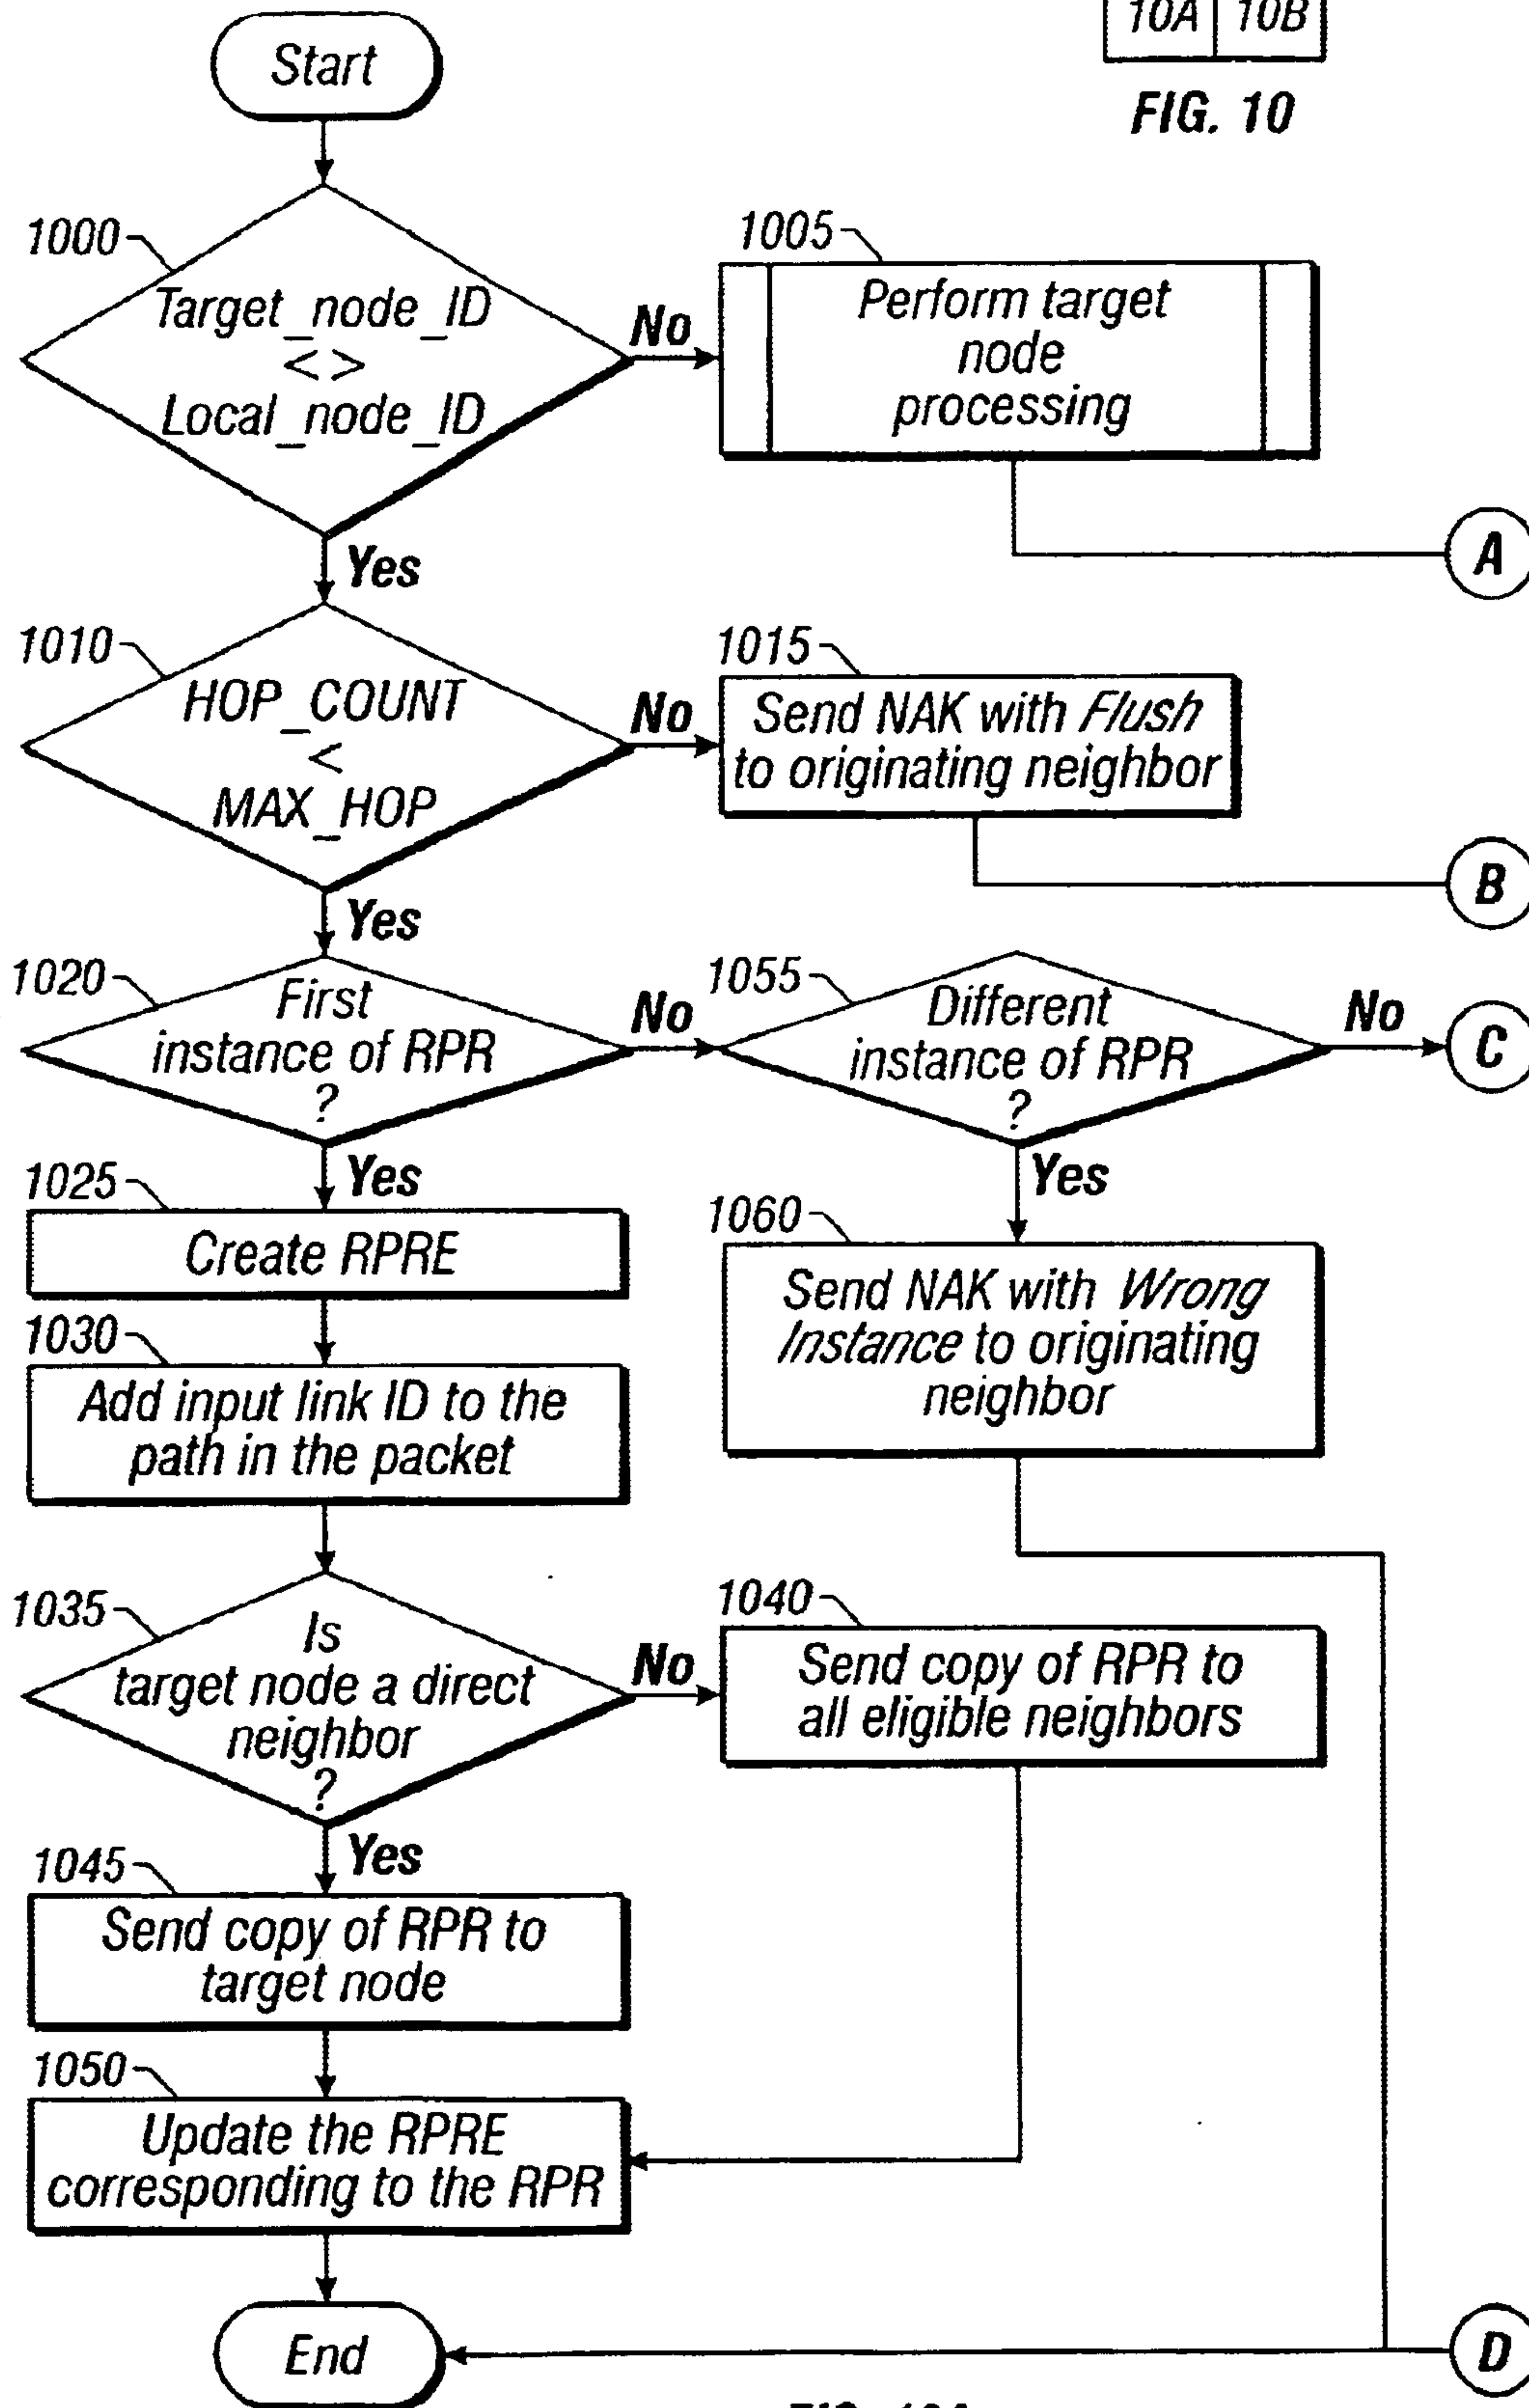 10A 10B
FIG. 10
Start
1000
Target_node_ID
<>
Local_node_ID
No
1005
Perform target
node
processing
A
Yes
1010
HOP_COUNT
<
MAX_HOP
No
1015
Send NAK with Flush
to originating neighbor
B
Yes
1020
First
instance of RPR
?
No
1055
Different
instance of RPR
?
No
C
Yes
1025
Create RPRE
Yes
1060
Send NAK with Wrong
Instance to originating
neighbor
1030
Add input link ID to the
path in the packet
1035
Is
target node a direct
neighbor
?
No
1040
Send copy of RPR to
all eligible neighbors
Yes
1045
Send copy of RPR to
target node
1050
Update the RPRE
corresponding to the RPR
End
D